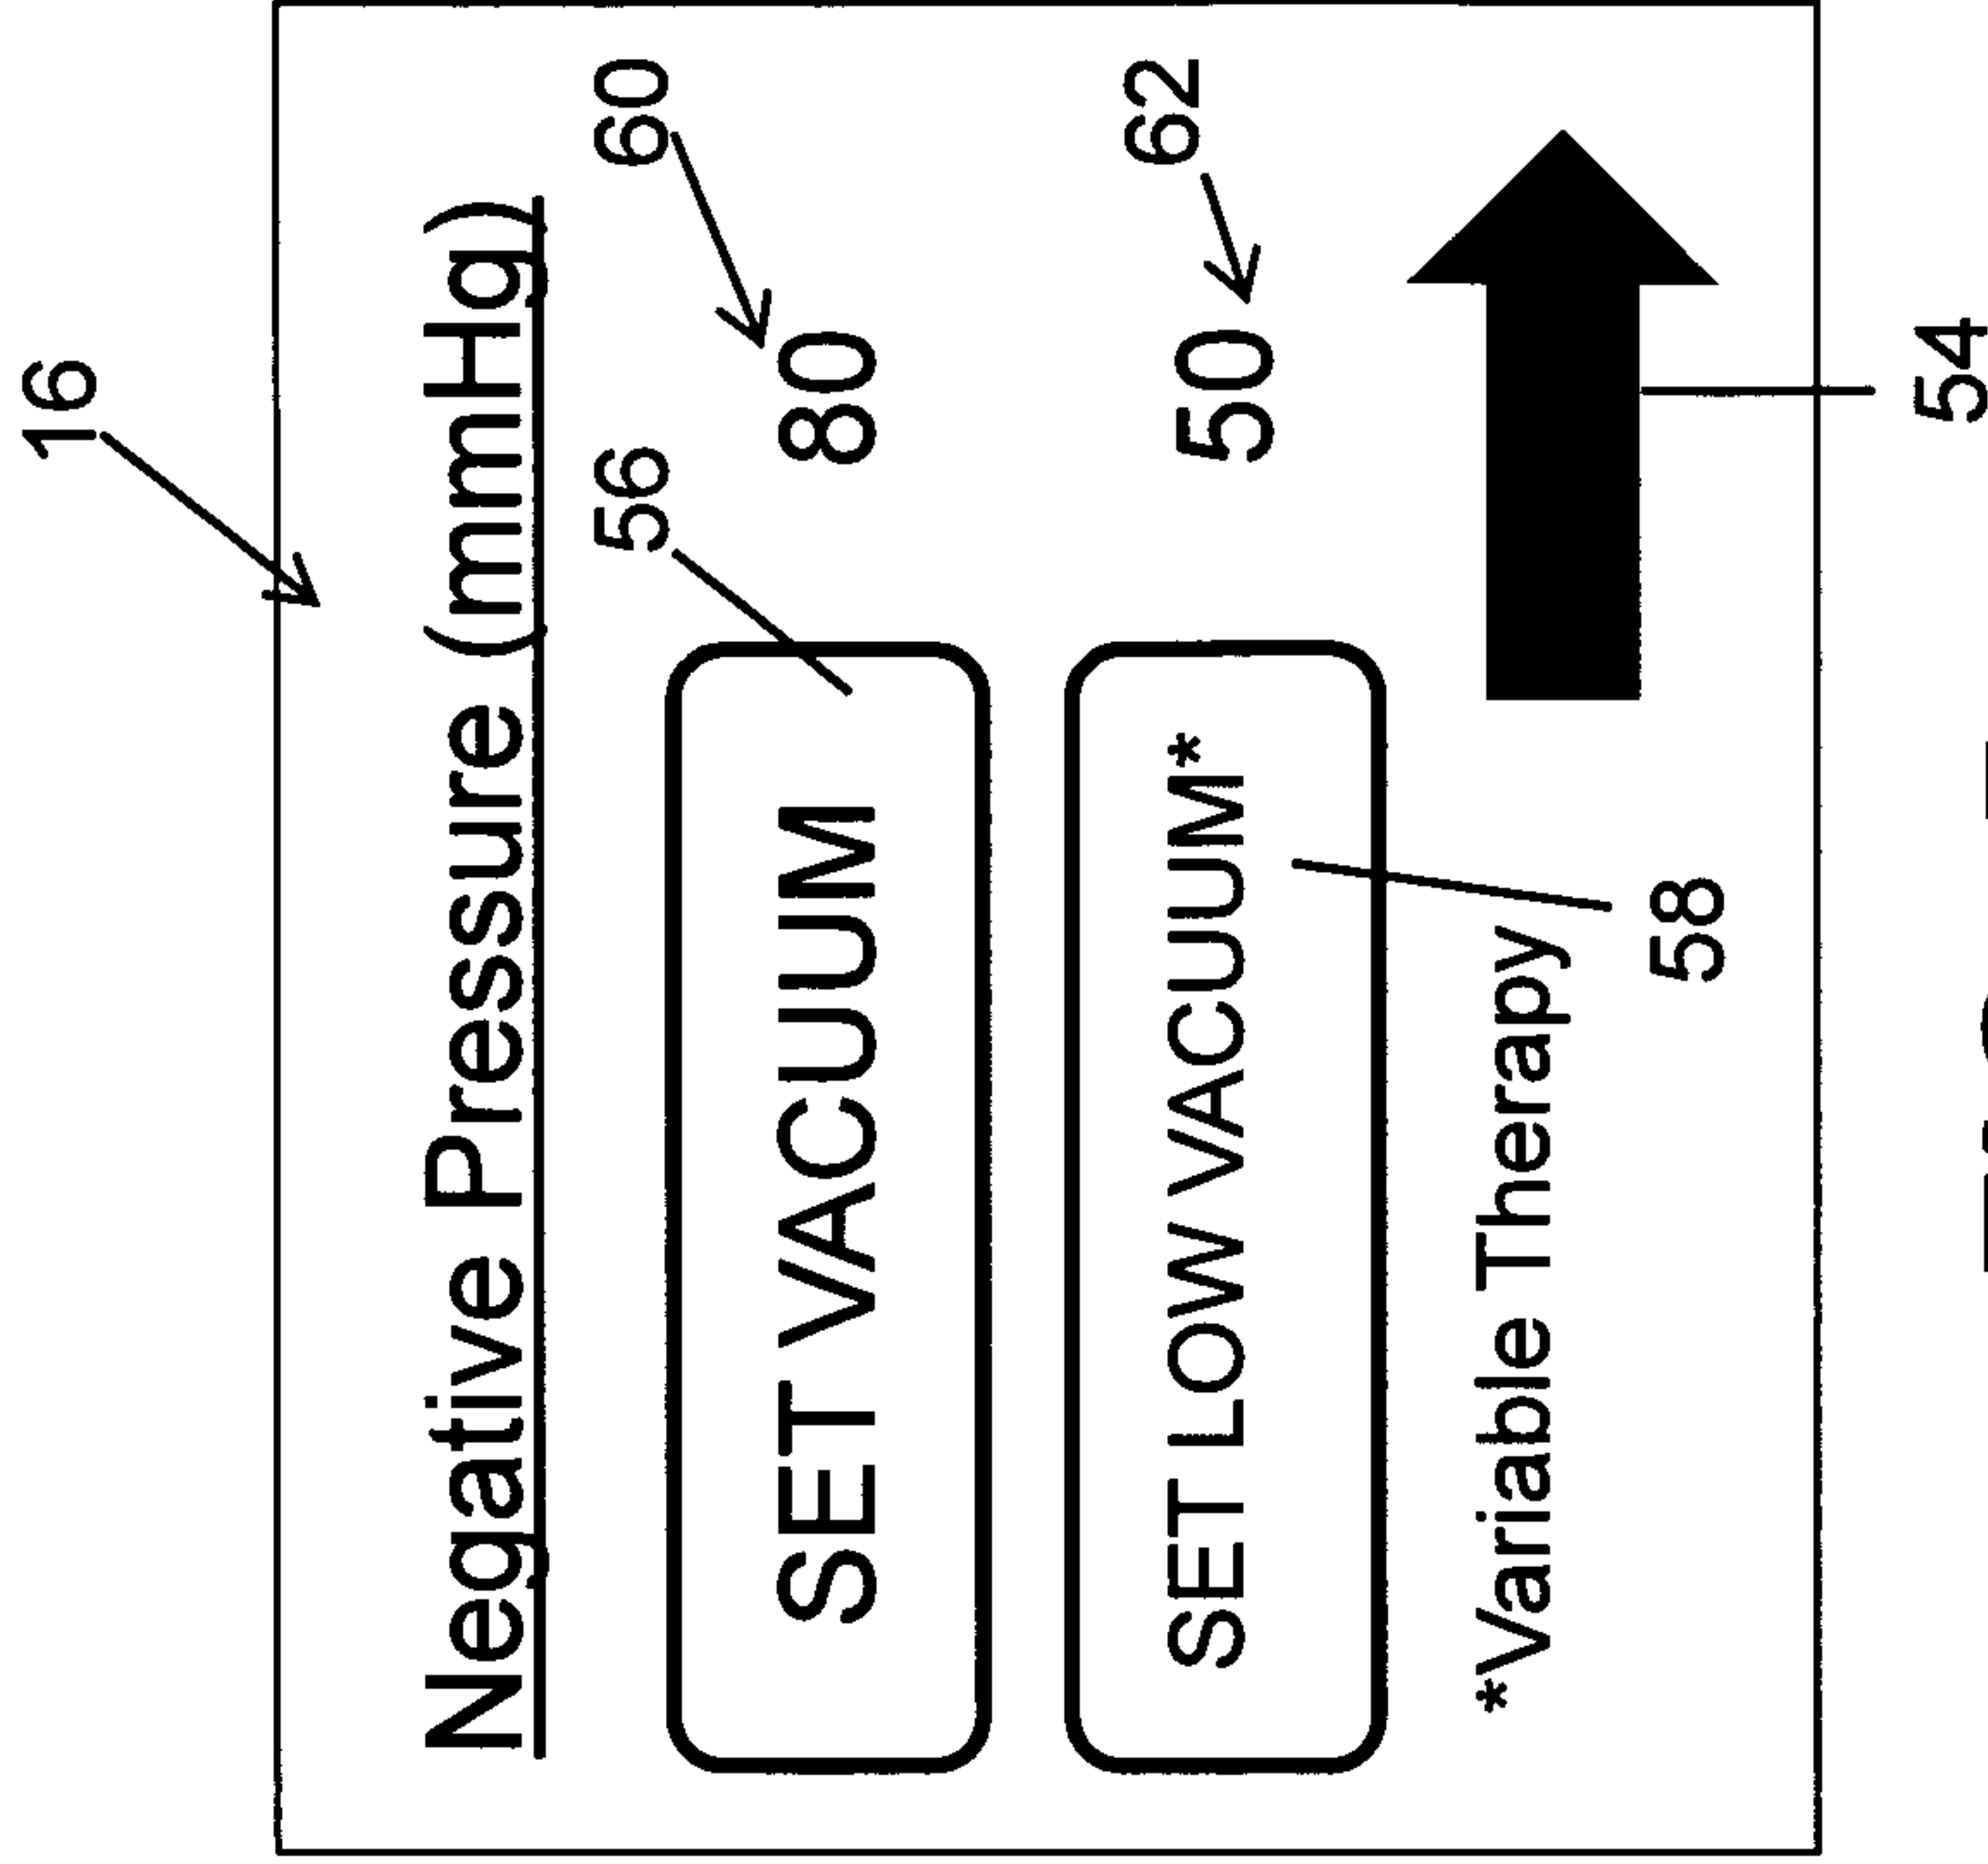 16
Negative Pressure (mmHg)
56
60
SET VACUUM
80
62
SET LOW VACUUM*
50
*Variable Therapy
58
54